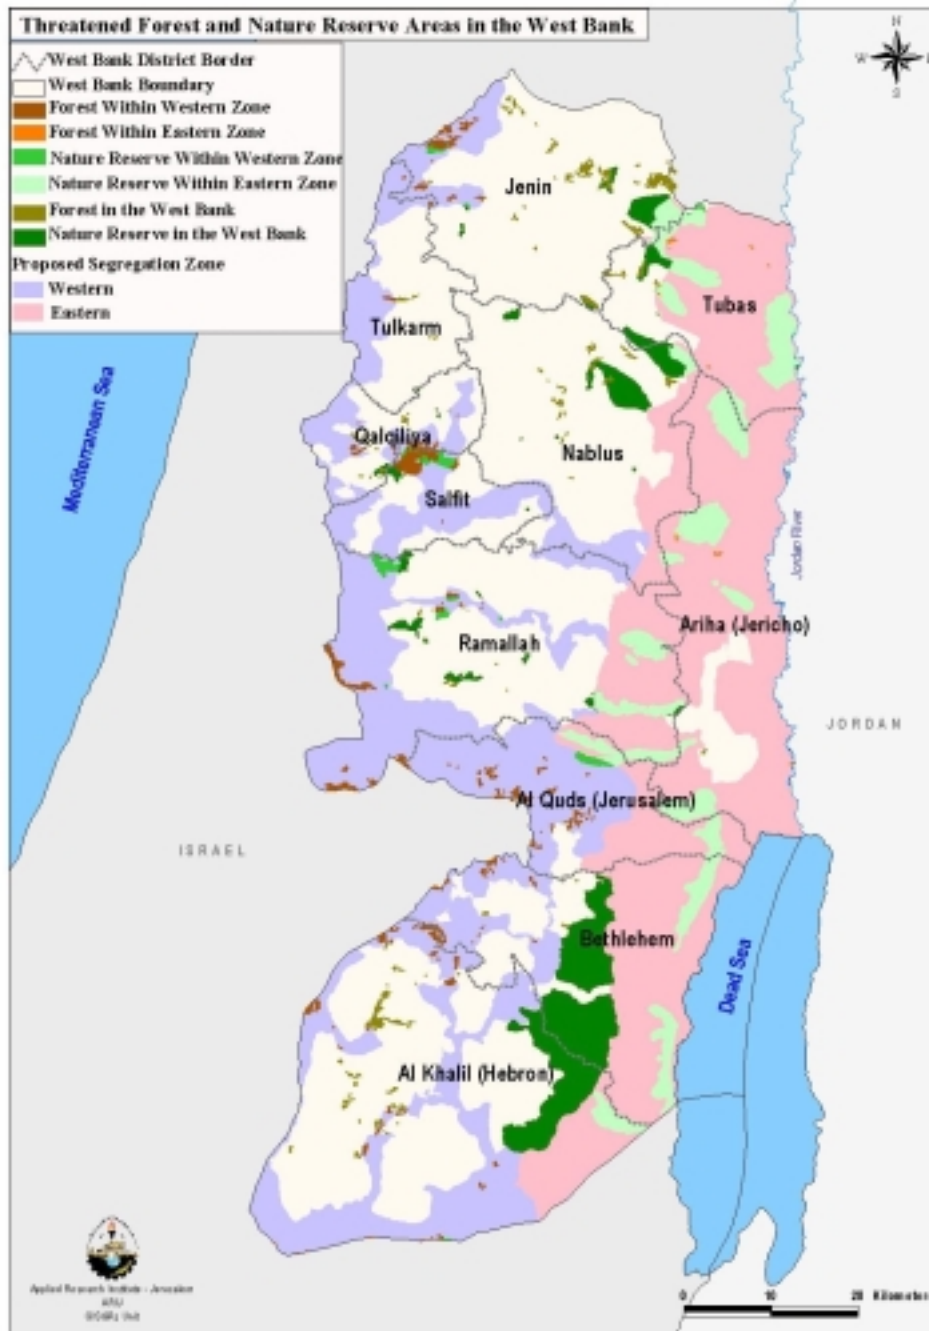 Threatened Forest and Nature Reserve Areas in the West Bank
West Bank District Border
West Bank Boundary
Forest Within Western Zone
Forest Within Eastern Zone
Nature Reserve Within Western Zone
Nature Reserve Within Eastern Zone
Forest in the West Bank
Nature Reserve in the West Bank
Proposed Segregation Zone
Western
Eastern
N
W
S
Jenin
Tubas
Tulkarm
Mediterranean Sea
Qalqiliya
Nablus
Salfit
Jordan River
Ariha (Jericho)
Ramallah
JORDAN
Al Quds (Jerusalem)
ISRAEL
Bethlehem
Dead Sea
Al Khalil (Hebron)
Applied Research Institute - Jerusalem
ARIJ
Unit
0 10 20 Kilometer